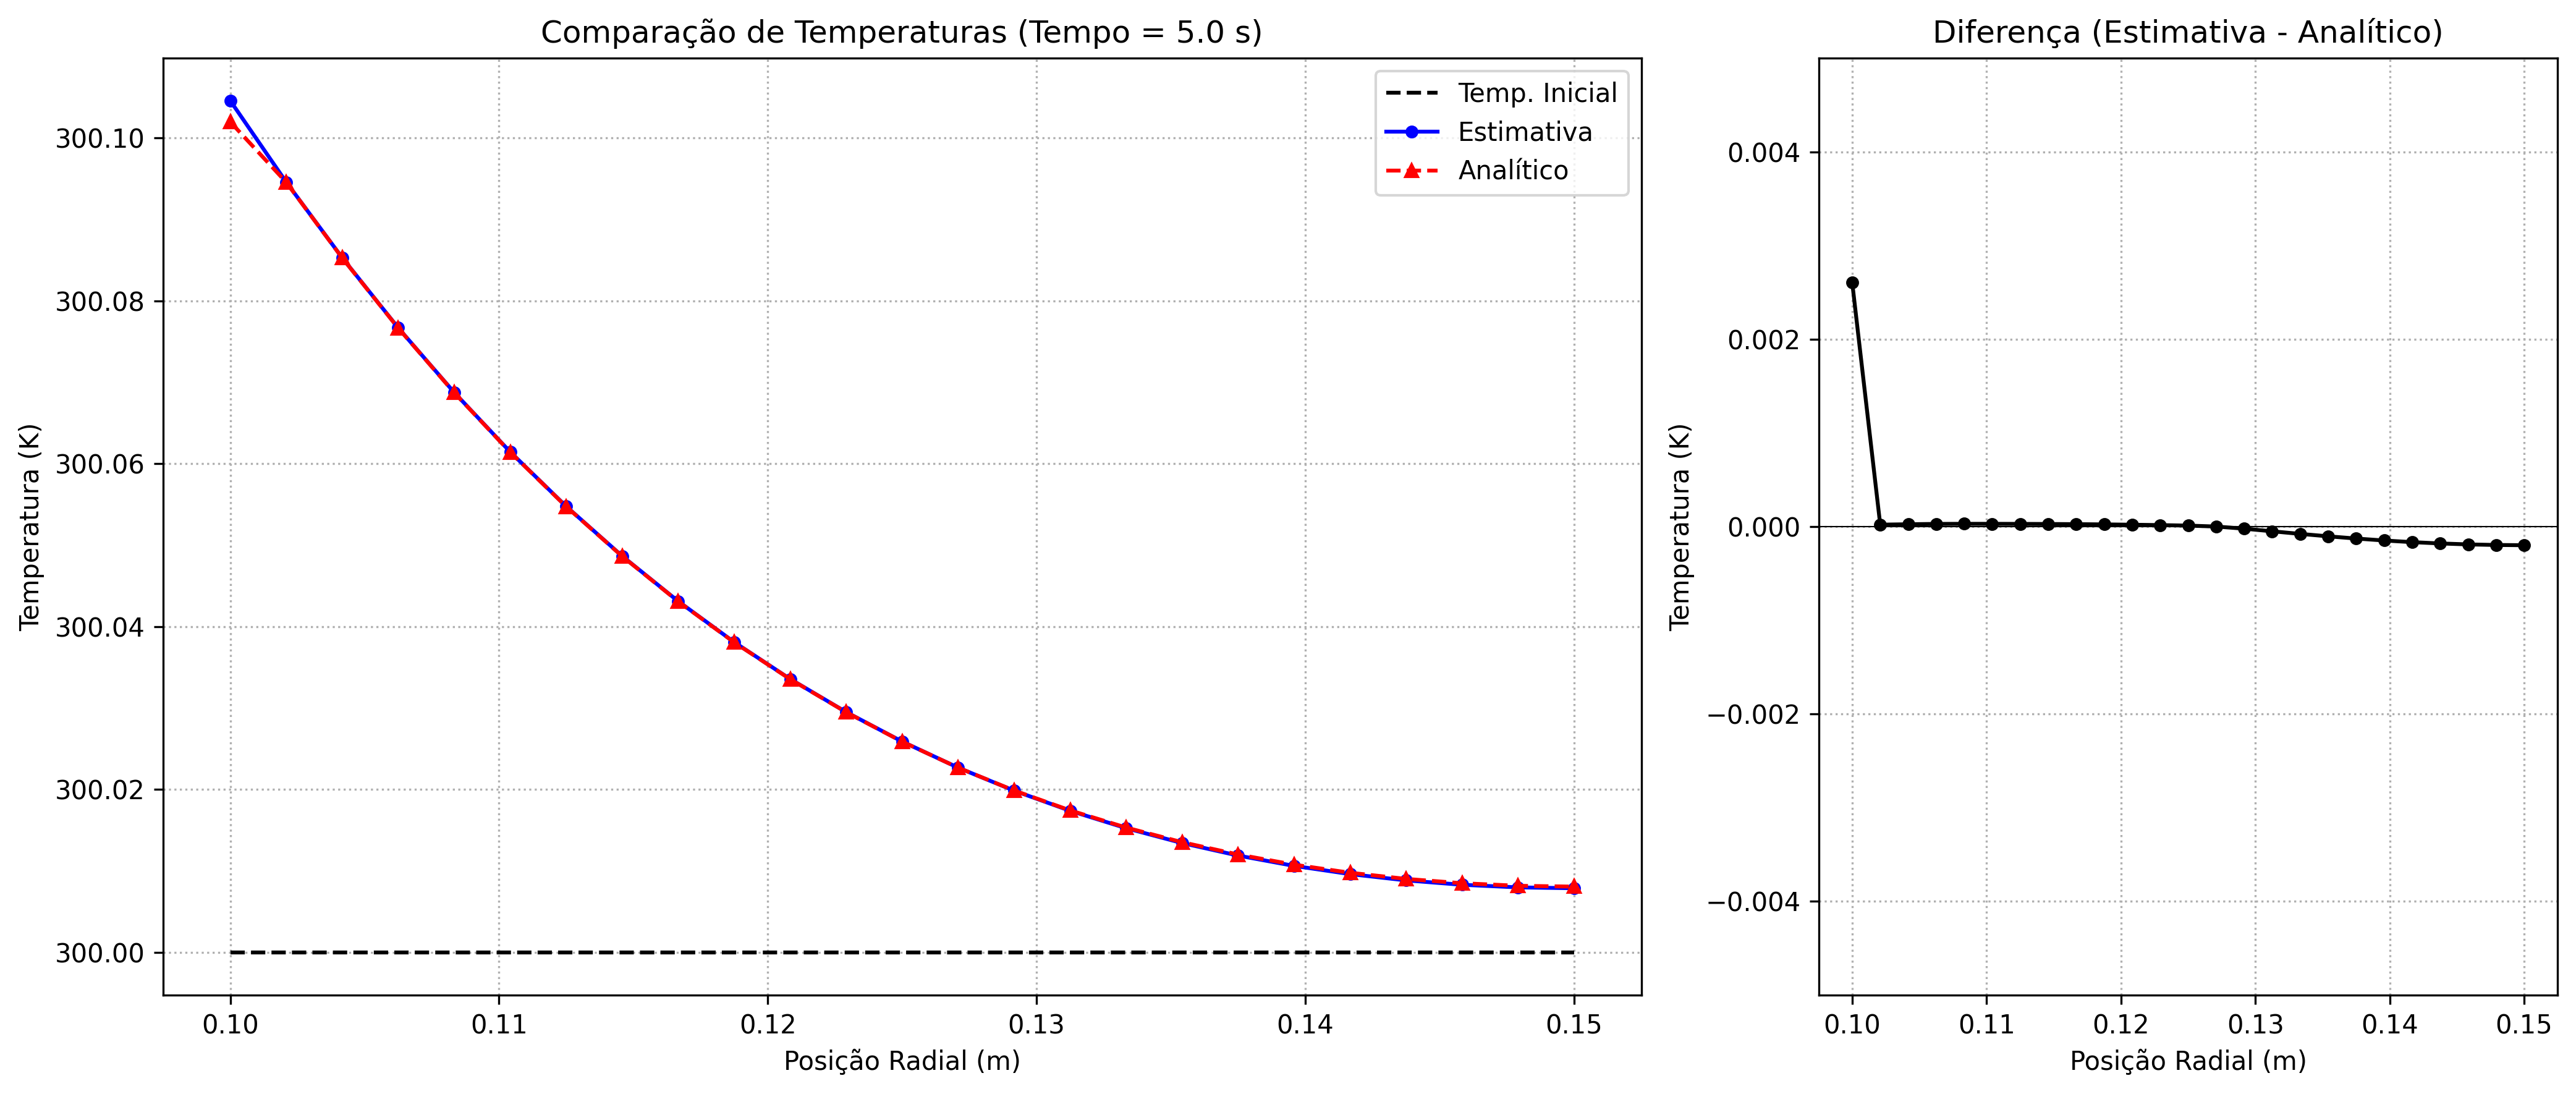 Comparação de Temperaturas (Tempo = 5.0 s)
Temp. Inicial
Estimativa
Analítico
Temperatura (K)
300.10
300.08
300.06
300.04
300.02
300.00
0.10 0.11 0.12 0.13 0.14 0.15
Posição Radial (m)
Diferença (Estimativa - Analítico)
Temperatura (K)
0.004
0.002
0.000
−0.002
−0.004
0.10 0.11 0.12 0.13 0.14 0.15
Posição Radial (m)